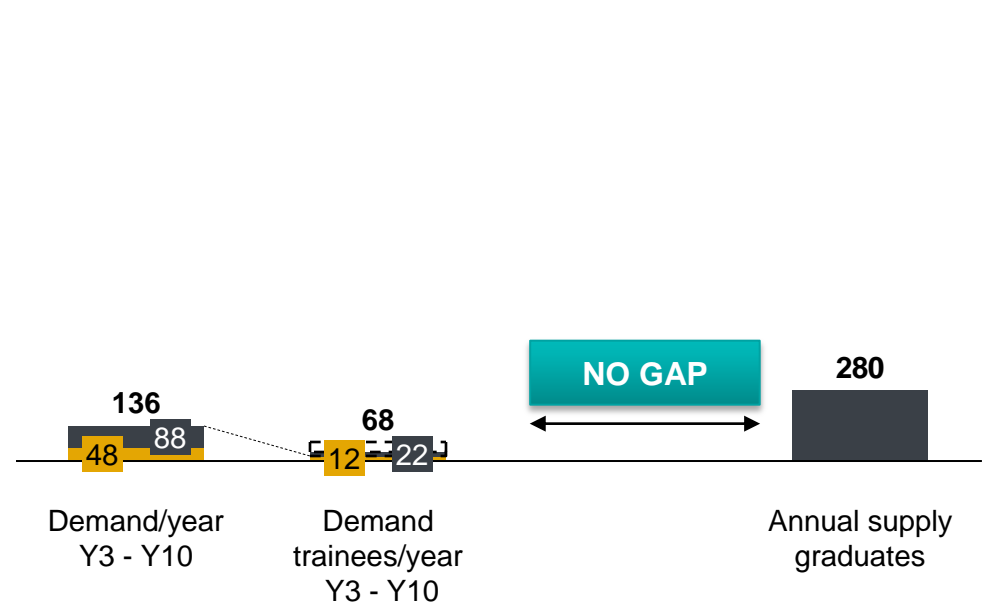 NO GAP
280
136
68
88
48
12
22
Demand/year
Y3 - Y10
Demand
trainees/year
Y3 - Y10
Annual supply
graduates